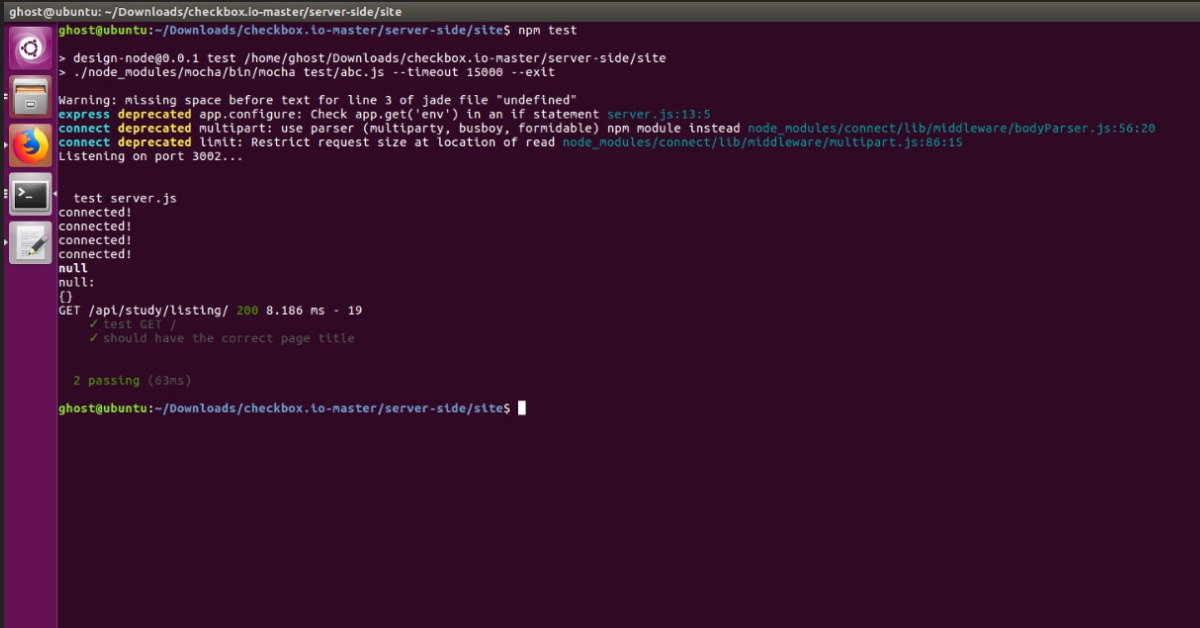 ghost@ubuntu: ~/Downloads/checkbox.io-master/server-side/site
ghost@ubuntu:~/Downloads/checkbox.io-master/server-side/site$ npm test
> design-node@0.0.1 test /home/ghost/Downloads/checkbox.io-master/server-side/site
> ./node_modules/mocha/bin/mocha test/abc.js --timeout 15000 --exit
Warning: missing space before text for line 3 of jade file "undefined"
express deprecated app.configure: Check app.get('env') in an if statement server.js:13:5
connect deprecated multipart: use parser (multiparty, busboy, formidable) npm module instead node_modules/connect/lib/middleware/bodyParser.js:56:20
connect deprecated limit: Restrict request size at location of read node_modules/connect/lib/middleware/multipart.js:86:15
Listening on port 3002...
test server.js
connected!
connected!
connected!
connected!
null
null:
{}
GET /api/study/listing/ 200 8.186 ms - 19
✓ test GET /
✓ should have the correct page title
2 passing (63ms)
ghost@ubuntu:~/Downloads/checkbox.io-master/server-side/site$